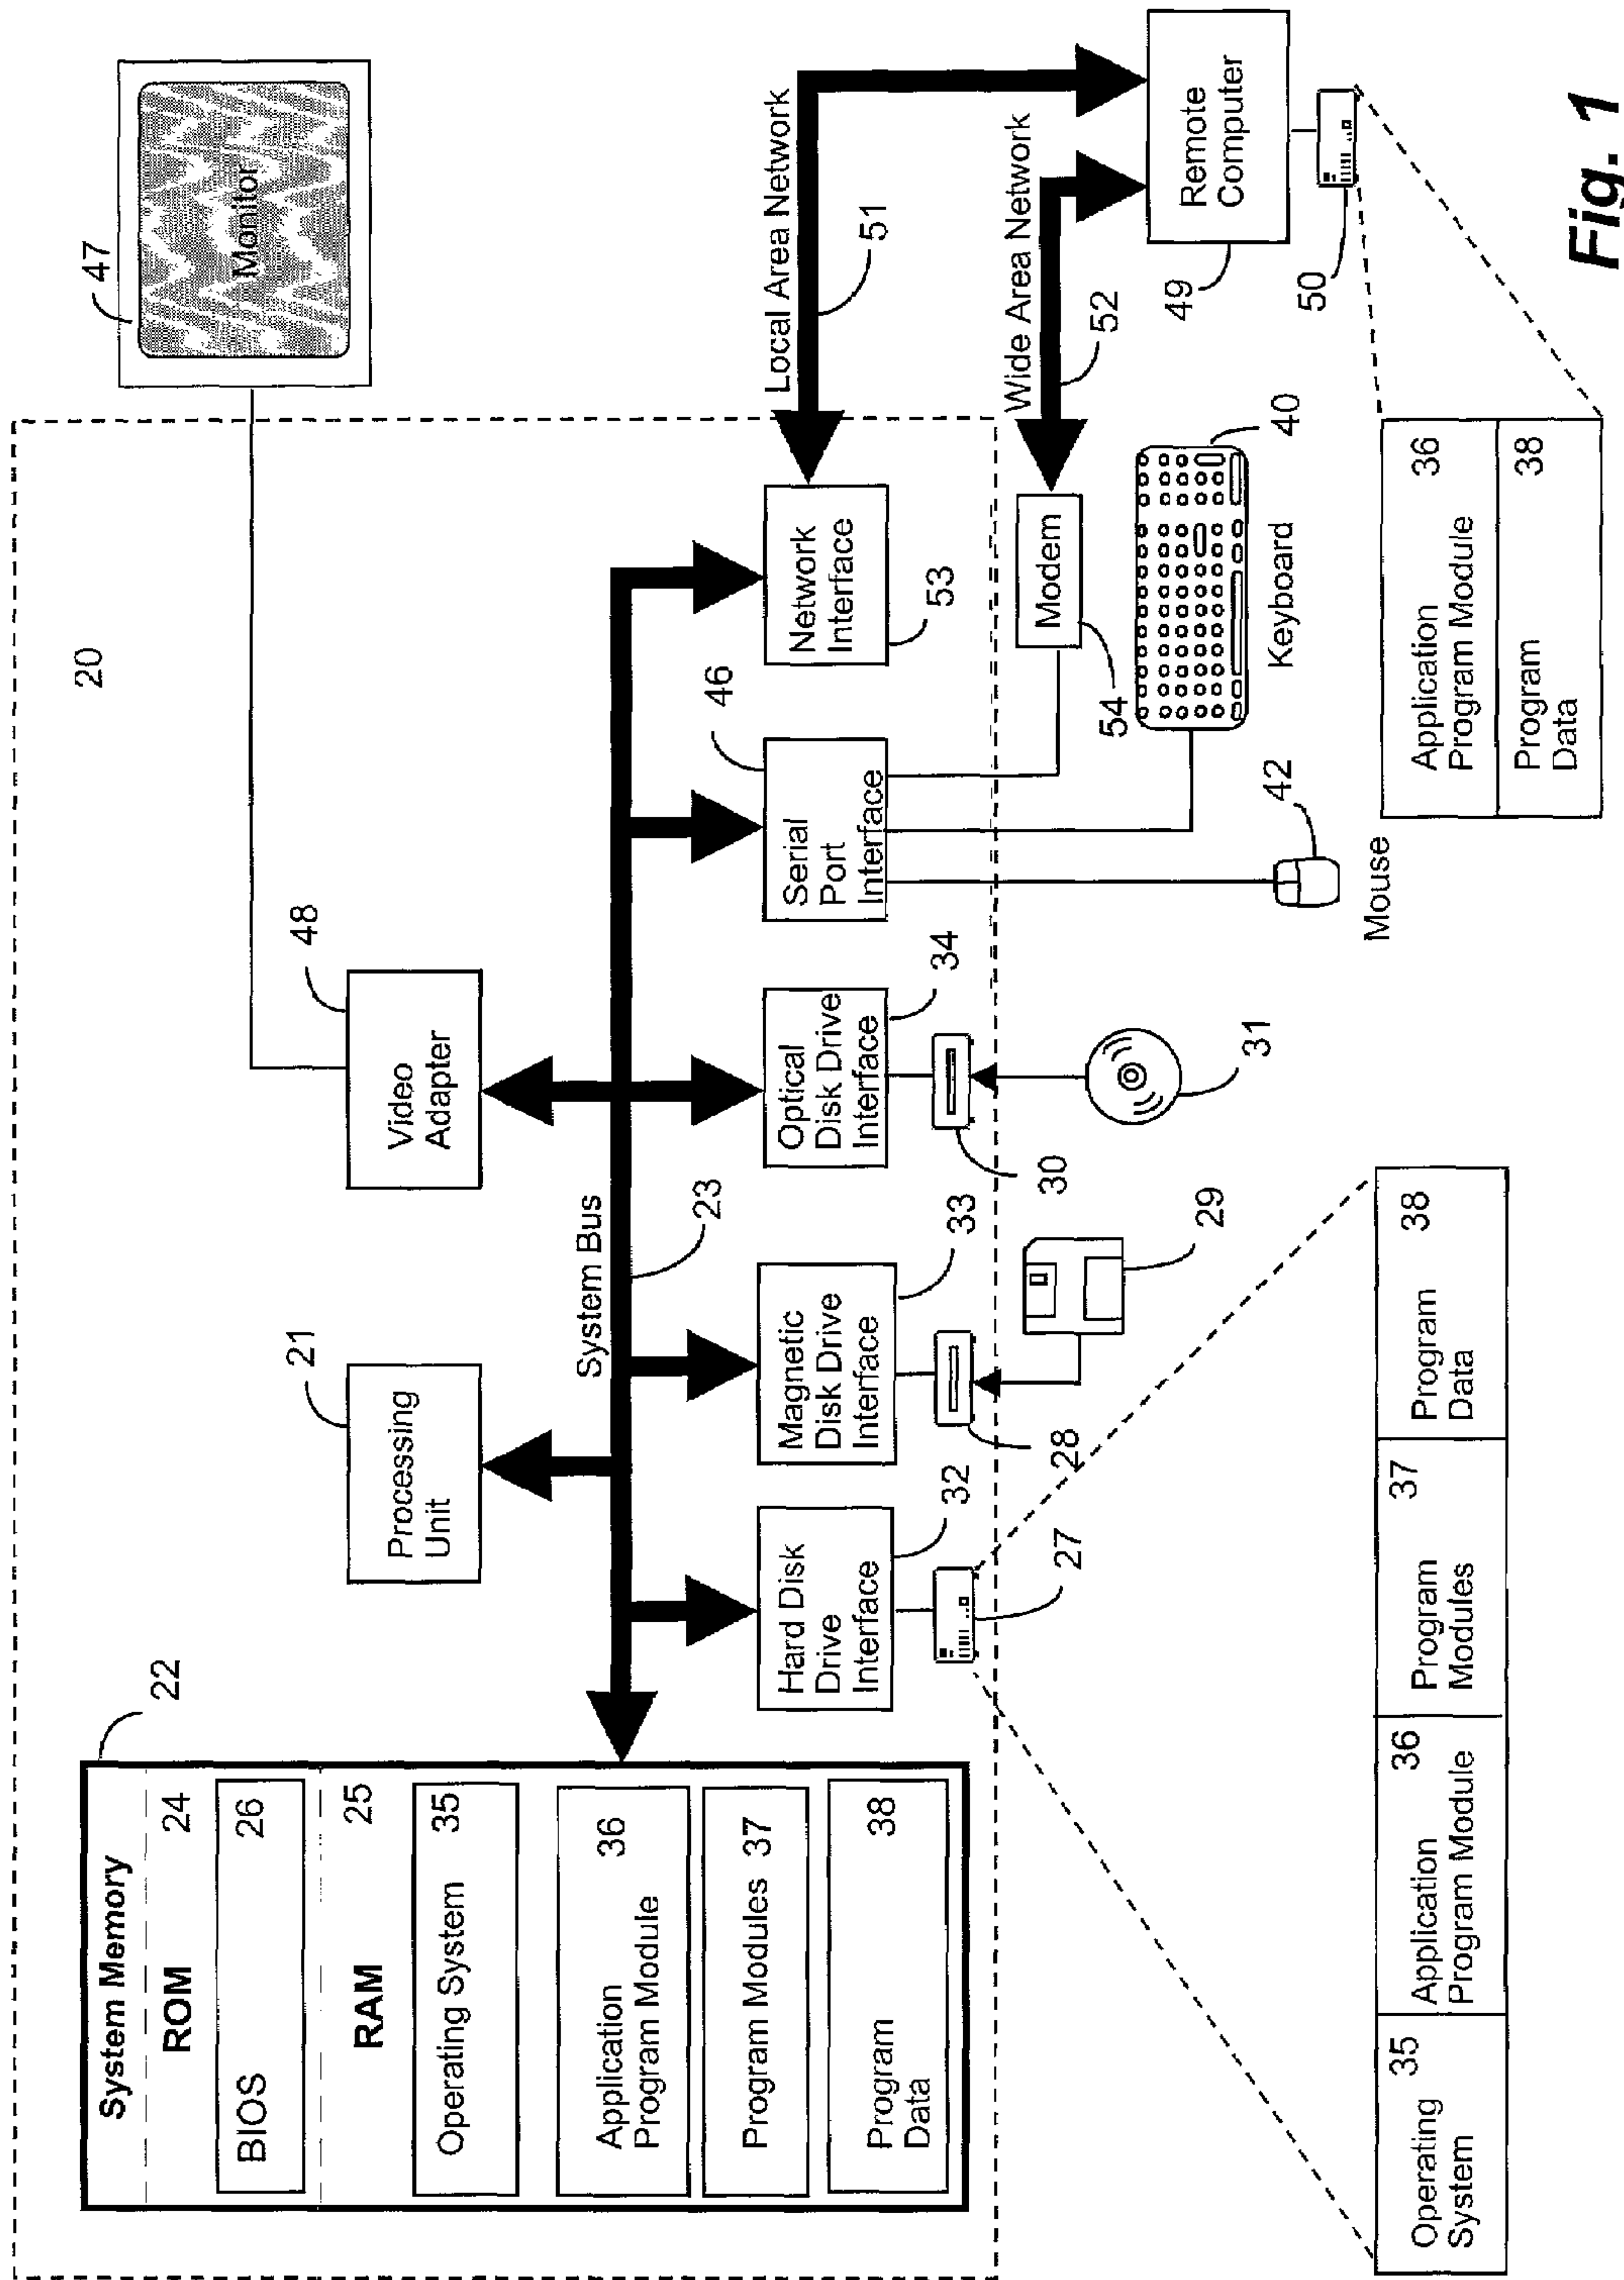 20
47
Monitor
System Memory
ROM 24
BIOS 26
RAM 25
Operating System 35
Application
Program Module
36
Program Modules 37
Program
Data
38
22
Processing
Unit
21
Video
Adapter
48
System Bus
23
Hard Disk
Drive
Interface
32
Magnetic
Disk Drive
Interface
33
Optical
Disk Drive
Interface
34
Serial
Port
Interface
46
Network
Interface
53
27
28
29
30
31
Mouse
42
Keyboard
40
Modem
54
Local Area Network
51
Wide Area Network
52
Remote
Computer
49
50
Operating
System
35
Application
Program Module
36
Program
Modules
37
Program
Data
38
Application
Program Module
36
Program
Data
38
Fig. 1